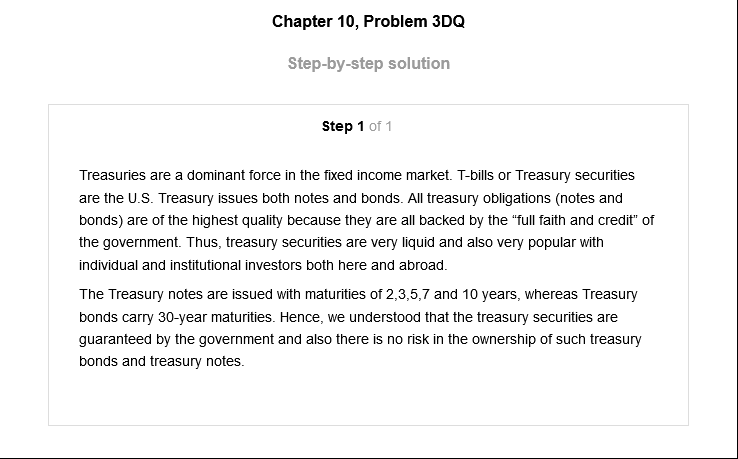 Chapter 10, Problem 3DQ
Step-by-step solution
Step 1 of 1
Treasuries are a dominant force in the fixed income market. T-bills or Treasury securities
are the U.S. Treasury issues both notes and bonds. All treasury obligations (notes and
bonds) are of the highest quality because they are all backed by the “full faith and credit” of
the government. Thus, treasury securities are very liquid and also very popular with
individual and institutional investors both here and abroad.
The Treasury notes are issued with maturities of 2,3,5,7 and 10 years, whereas Treasury
bonds carry 30-year maturities. Hence, we understood that the treasury securities are
guaranteed by the government and also there is no risk in the ownership of such treasury
bonds and treasury notes.